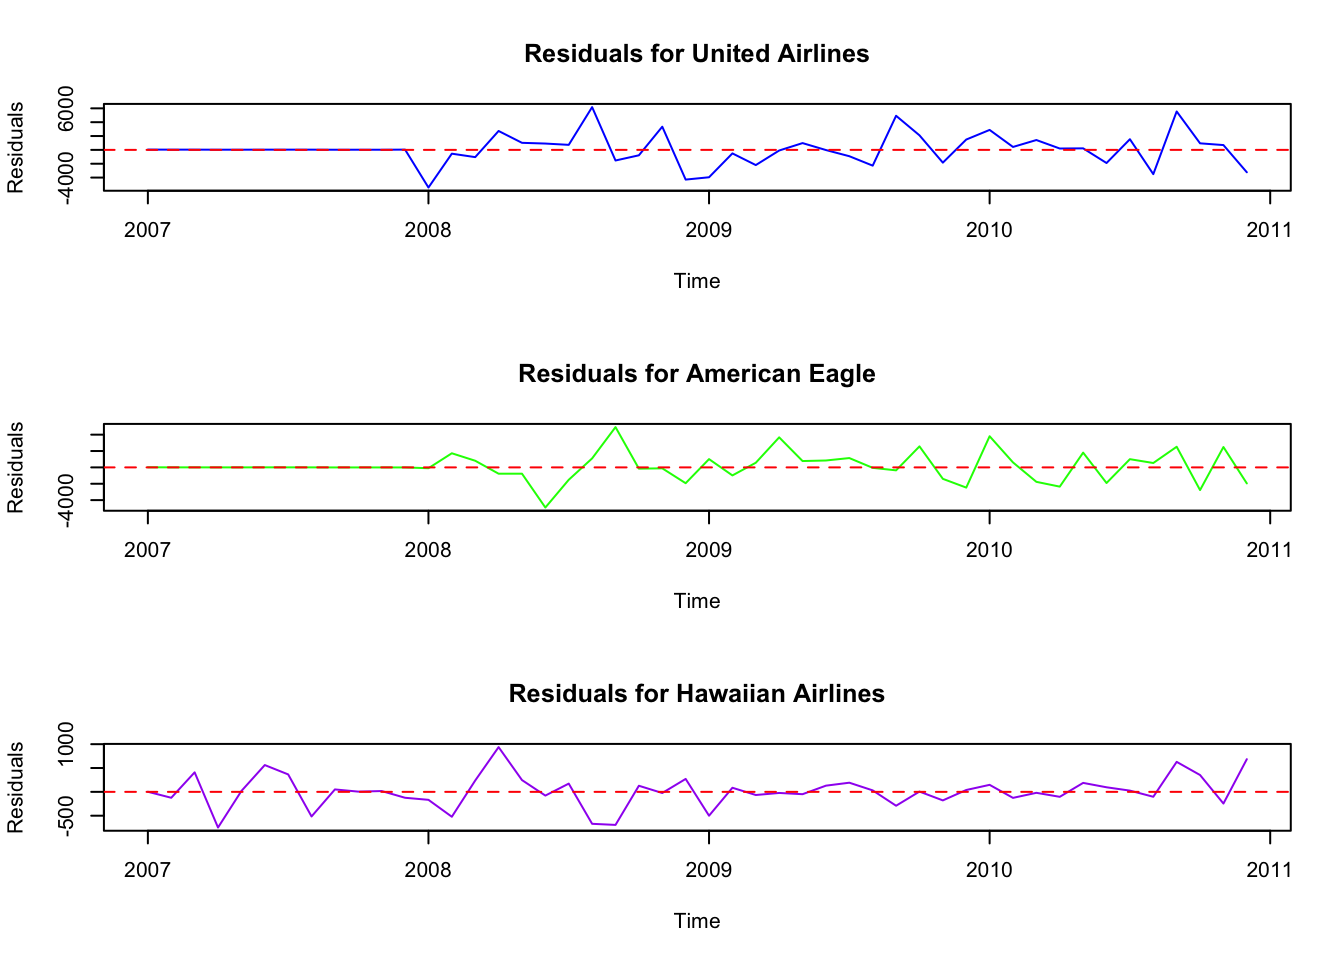 Residuals for United Airlines
Residuals
6000
-4000
2007 2008 2009 2010 2011
Time
Residuals for American Eagle
Residuals
-4000
2007 2008 2009 2010 2011
Time
Residuals for Hawaiian Airlines
Residuals
1000
-500
2007 2008 2009 2010 2011
Time